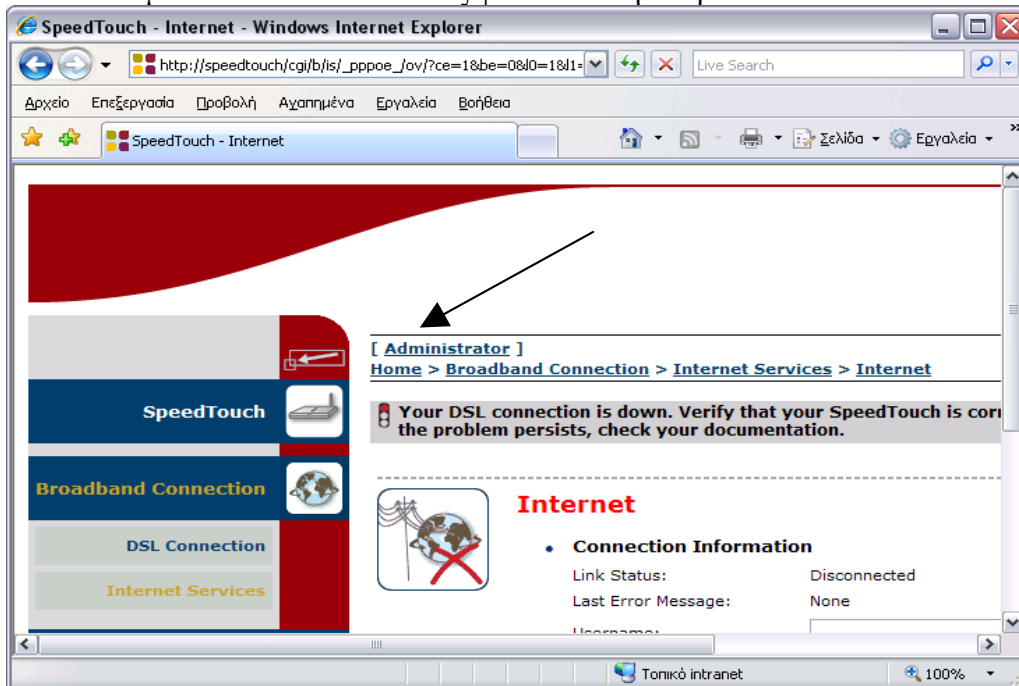 SpeedTouch - Internet - Windows Internet Explorer
http://speedtouch/cgi/b/is/_pppoe_/ov/?ce=1&be=0&l0=1&l1=
Live Search
Αρχείο Επεξεργασία Προβολή Αγαπημένα Εργαλεία Βοήθεια
SpeedTouch - Internet
Σελίδα Εργαλεία
[ Administrator ]
Home > Broadband Connection > Internet Services > Internet
SpeedTouch
Your DSL connection is down. Verify that your SpeedTouch is
the problem persists, check your documentation.
Broadband Connection
Internet
DSL Connection
Connection Information
Internet Services
Link Status: Disconnected
Last Error Message: None
Username:
Τοπικό intranet
100%